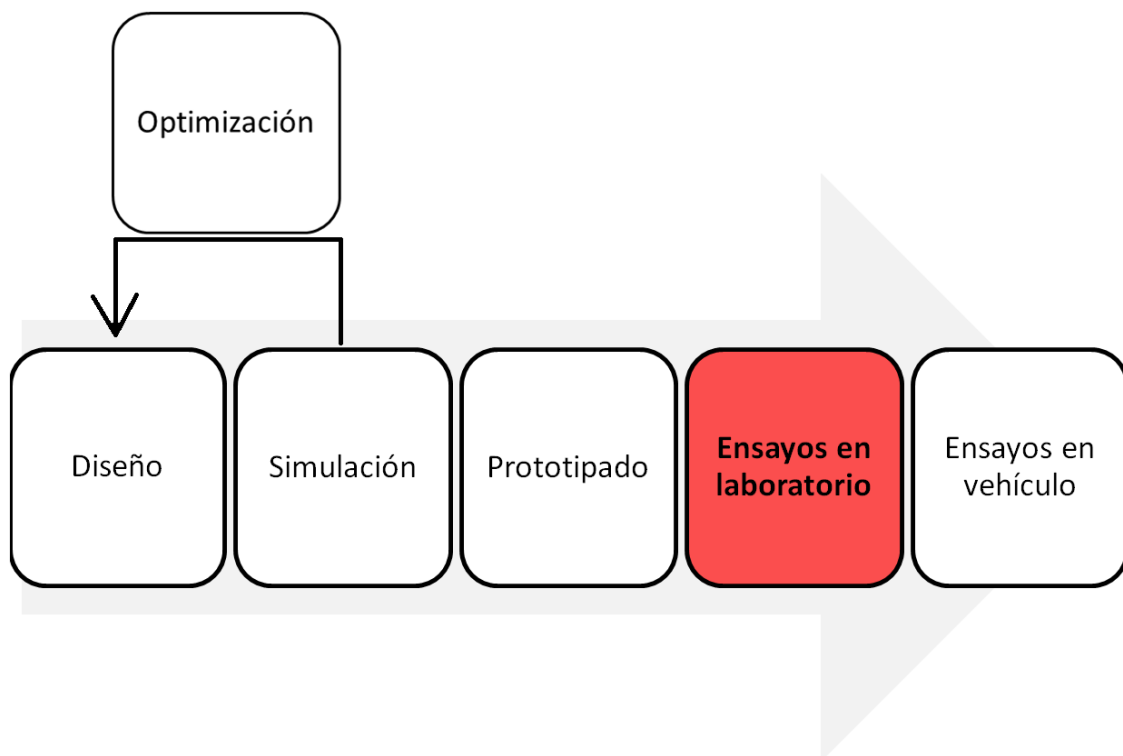 Optimización
Diseño
Simulación
Prototipado
Ensayos en
laboratorio
Ensayos en
vehículo